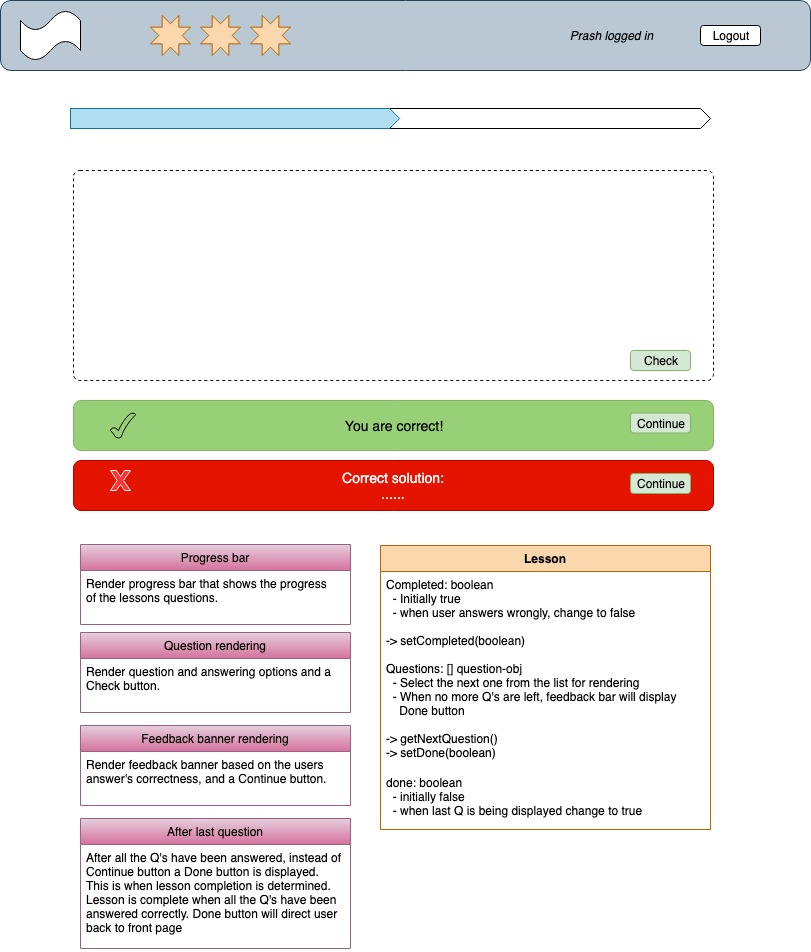 Prash logged in
Logout
Check
You are correct!
Continue
X
Correct solution:
......
Continue
Progress bar
Render progress bar that shows the progress
of the lessons questions.
Question rendering
Render question and answering options and a
Check button.
Feedback banner rendering
Render feedback banner based on the users
answer's correctness, and a Continue button.
After last question
After all the Q's have been answered, instead of
Continue button a Done button is displayed.
This is when lesson completion is determined.
Lesson is complete when all the Q's have been
answered correctly. Done button will direct user
back to front page
Lesson
Completed: boolean
- Initially true
- when user answers wrongly, change to false
-> setCompleted(boolean)
Questions: [] question-obj
- Select the next one from the list for rendering
- When no more Q's are left, feedback bar will display
Done button
-> getNextQuestion()
-> setDone(boolean)
done: boolean
- initially false
- when last Q is being displayed change to true